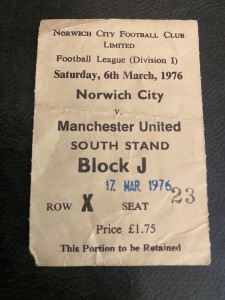 NORWICH CITY FOOTBALL CLUB
LIMITED
Football League (Division I)
Saturday, 6th March, 1976
Norwich City
v.
Manchester United
SOUTH STAND
Block J
17. MAR. 1976
ROW X SEAT 23
Price £1.75
This Portion to be Retained